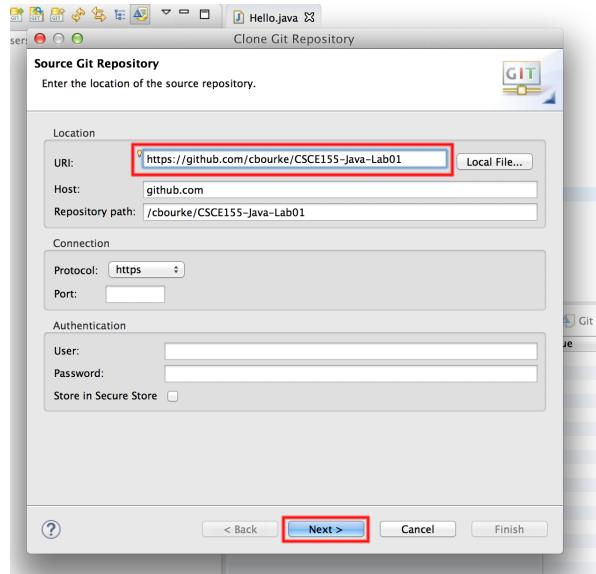 Hello.java
ser
Clone Git Repository
Source Git Repository
Enter the location of the source repository.
GIT
Location
URI:
https://github.com/cbourke/CSCE155-Java-Lab01
Local File...
Host:
github.com
Repository path:
/cbourke/CSCE155-Java-Lab01
Connection
Protocol:
https
Port:
Git
ue
Authentication
User:
Password:
Store in Secure Store
?
< Back
Next >
Cancel
Finish